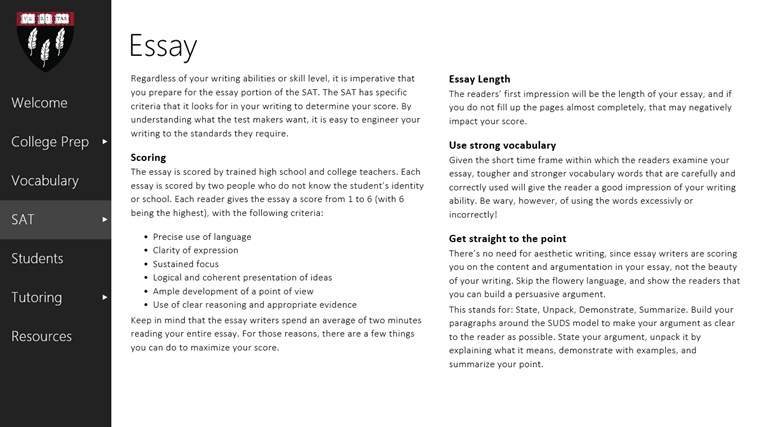 Welcome
College Prep
Vocabulary
SAT
Students
Tutoring
Resources
Essay
Regardless of your writing abilities or skill level, it is imperative that
you prepare for the essay portion of the SAT. The SAT has specific
criteria that it looks for in your writing to determine your score. By
understanding what the test makers want, it is easy to engineer your
writing to the standards they require.
Scoring
The essay is scored by trained high school and college teachers. Each
essay is scored by two people who do not know the student's identity
or school. Each reader gives the essay a score from 1 to 6 (with 6
being the highest), with the following criteria:
• Precise use of language
• Clarity of expression
• Sustained focus
• Logical and coherent presentation of ideas
• Ample development of a point of view
• Use of clear reasoning and appropriate evidence
Keep in mind that the essay writers spend an average of two minutes
reading your entire essay. For those reasons, there are a few things
you can do to maximize your score.
Essay Length
The readers' first impression will be the length of your essay, and if
you do not fill up the pages almost completely, that may negatively
impact your score.
Use strong vocabulary
Given the short time frame within which the readers examine your
essay, tougher and stronger vocabulary words that are carefully and
correctly used will give the reader a good impression of your writing
ability. Be wary, however, of using the words excessivly or
incorrectly!
Get straight to the point
There's no need for aesthetic writing, since essay writers are scoring
you on the content and argumentation in your essay, not the beauty
of your writing. Skip the flowery language, and show the readers that
you can build a persuasive argument.
This stands for: State, Unpack, Demonstrate, Summarize. Build your
paragraphs around the SUDS model to make your argument as clear
to the reader as possible. State your argument, unpack it by
explaining what it means, demonstrate with examples, and
summarize your point.